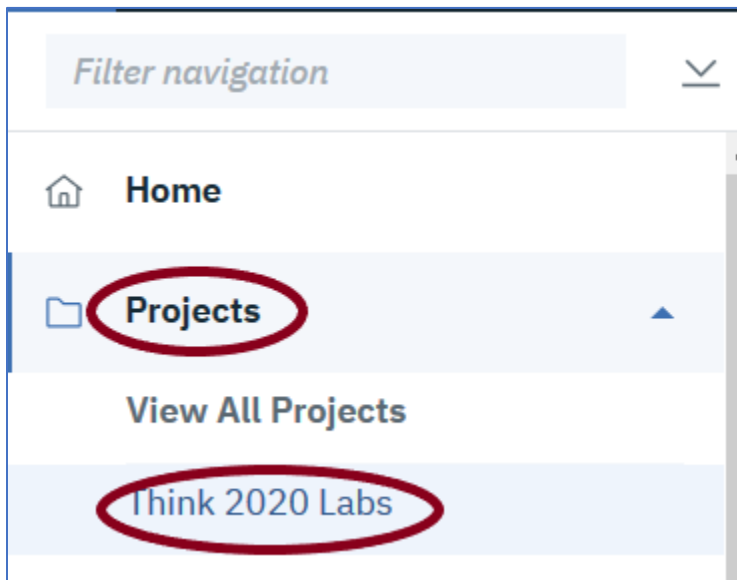 Filter navigation
Home
Projects
View All Projects
Think 2020 Labs